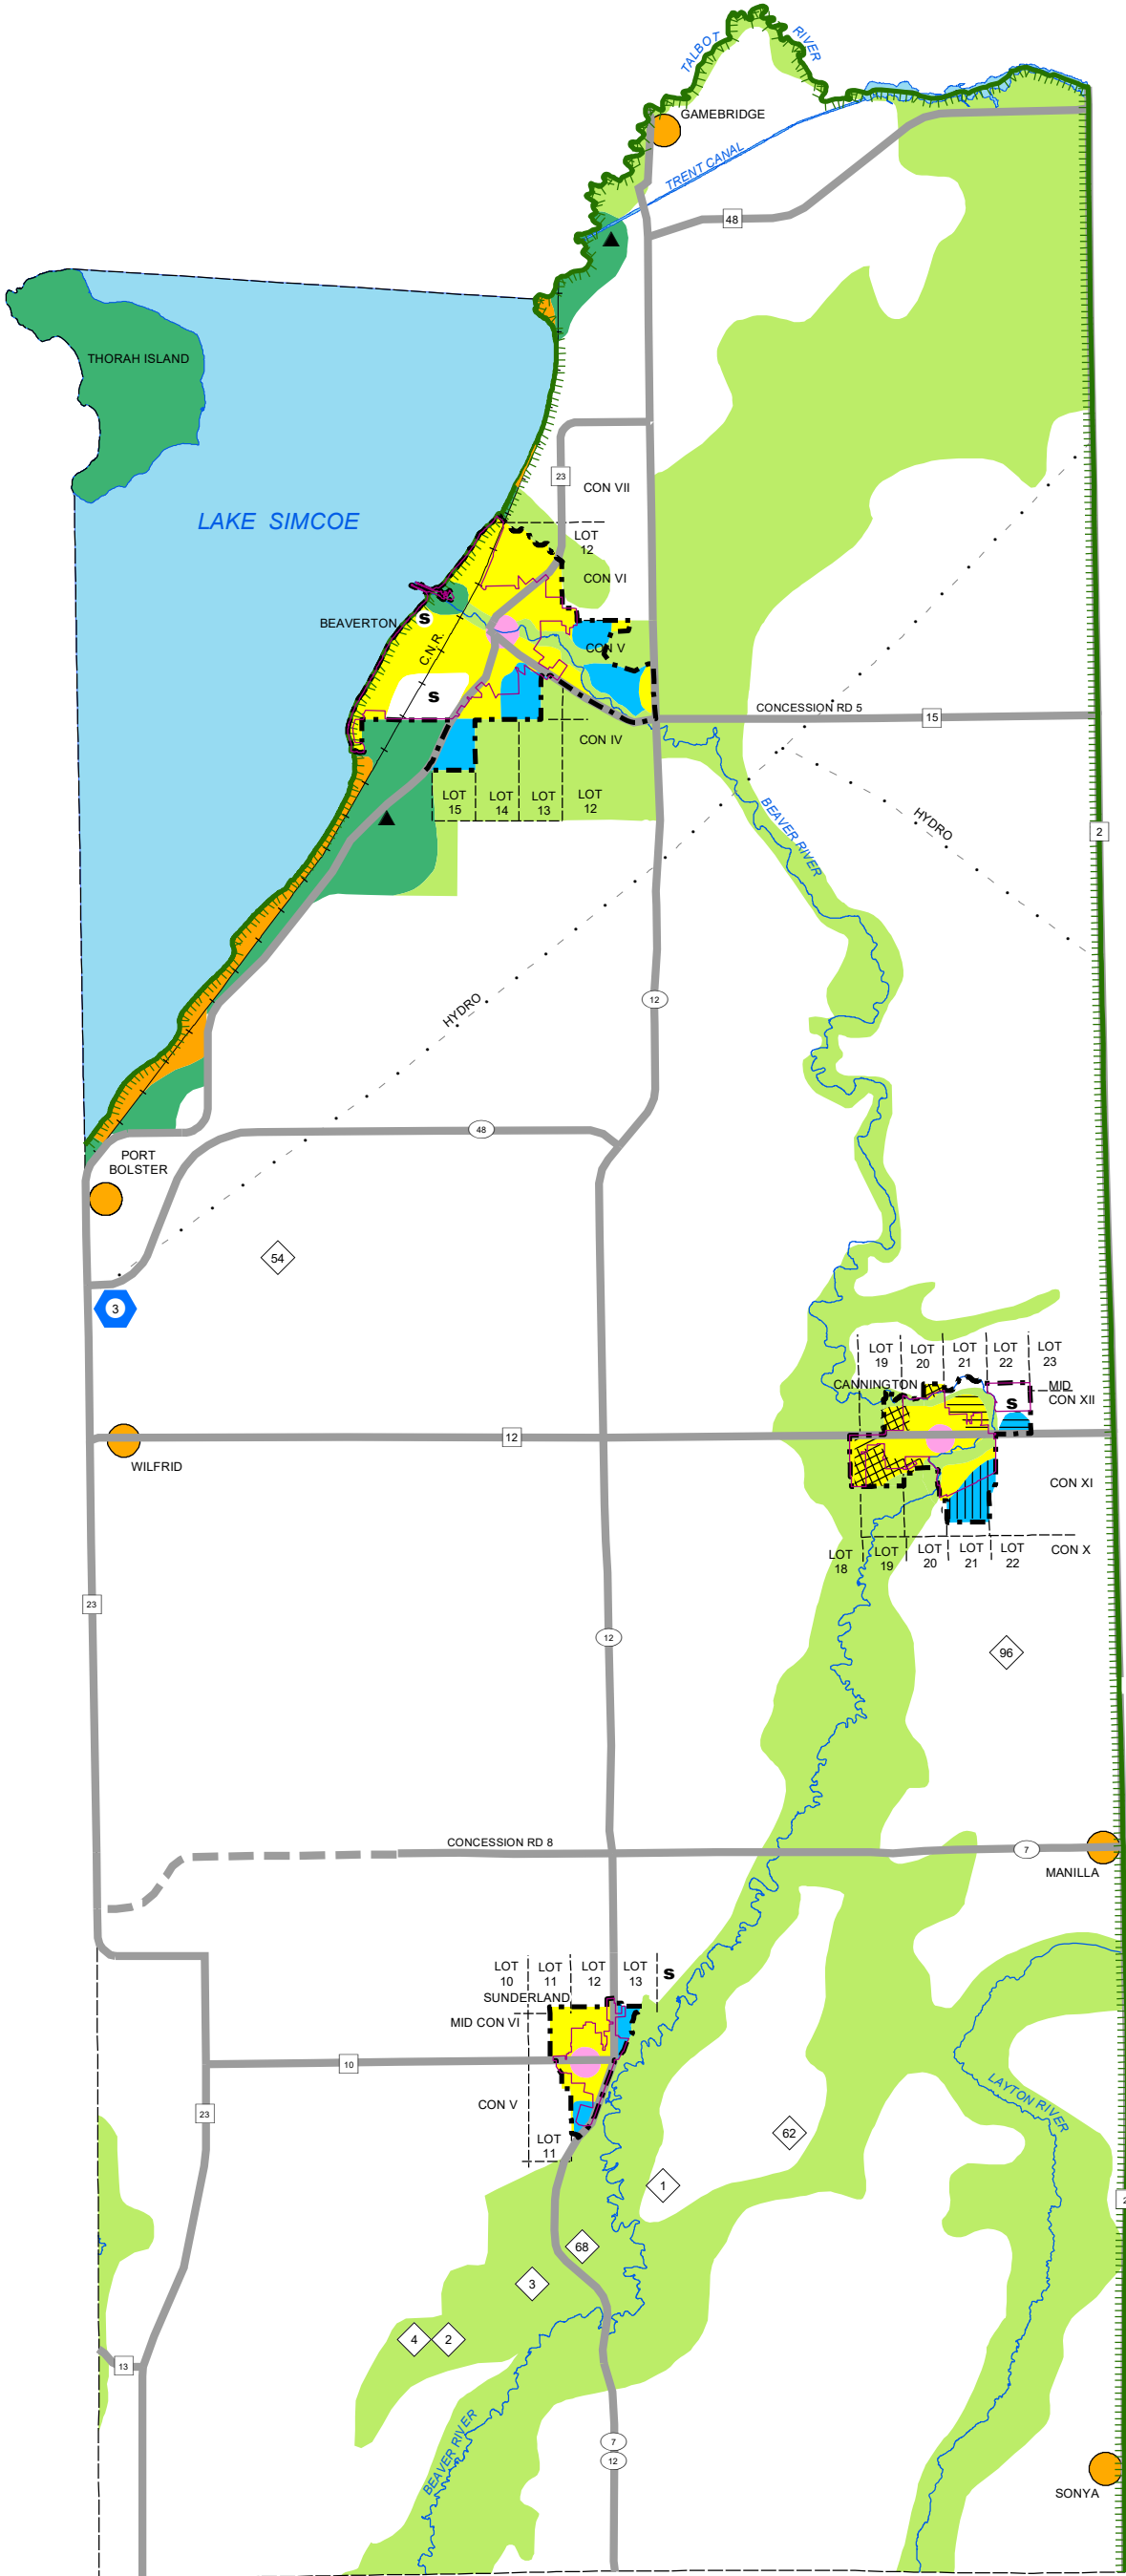 TALBOT
RIVER
GAMEBRIDGE
TRENT CANAL
48
THORAH ISLAND
LAKE SIMCOE
23
CON VII
LOT
12
CON VI
BEAVERTON
S
C.N.R.
CON V
S
CONCESSION RD 5
15
CON IV
LOT
15
LOT
14
LOT
13
LOT
12
BEAVER RIVER
HYDRO
2
HYDRO
12
48
PORT
BOLSTER
54
3
LOT
19
LOT
20
LOT
21
LOT
22
LOT
23
CANNINGTON
MID
CON XII
S
12
WILFRID
CON XI
CON X
LOT
18
LOT
19
LOT
20
LOT
21
LOT
22
23
12
96
CONCESSION RD 8
7
MANILLA
LOT
10
LOT
11
LOT
12
LOT
13
S
SUNDERLAND
MID CON VI
10
LAYTON RIVER
23
CON V
62
LOT
11
1
2
68
3
4
2
13
BEAVER RIVER
7
12
SONYA